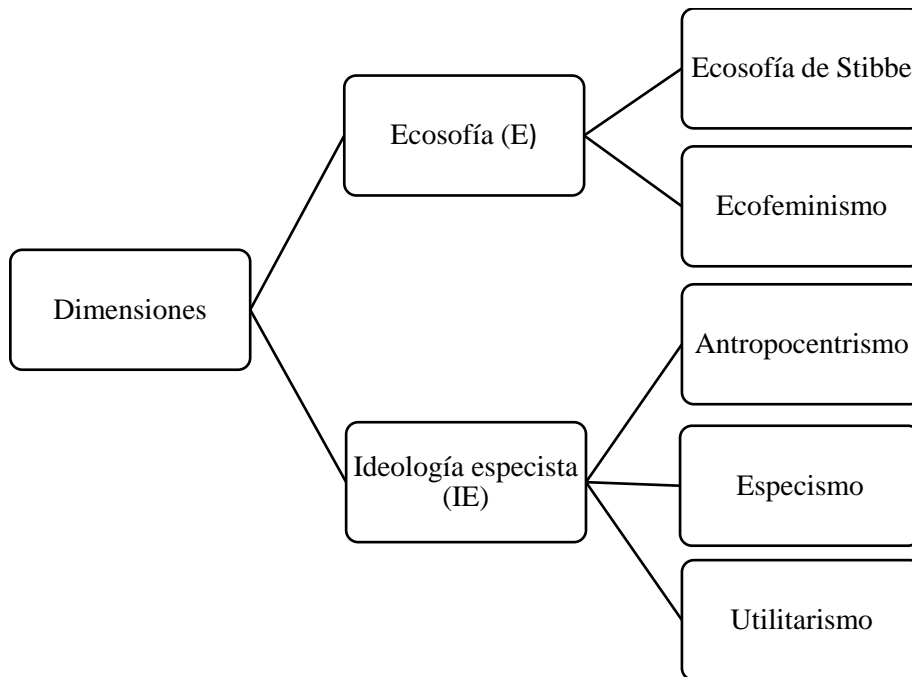 Dimensiones
Ecosofía (E)
Ecosofía de Stibbe
Ecofeminismo
Ideología especista
(IE)
Antropocentrismo
Especismo
Utilitarismo